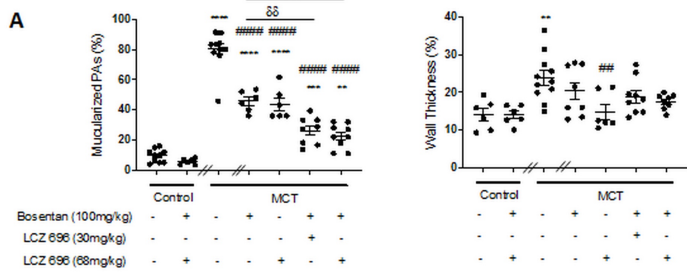 A
δδ
**** #### #### **
**** **** #### #### ##
*** **
100
80
60
40
20
0
Mucularized PAs (%)
40
30
20
10
0
Wall Thickness (%)
Control MCT Control MCT
Bosentan (100mg/kg) - + - + - + + - + - + - + +
LCZ 696 (30mg/kg) - - - - - + - - - - - - + -
LCZ 696 (68mg/kg) - + - - + - + - + - - + - +